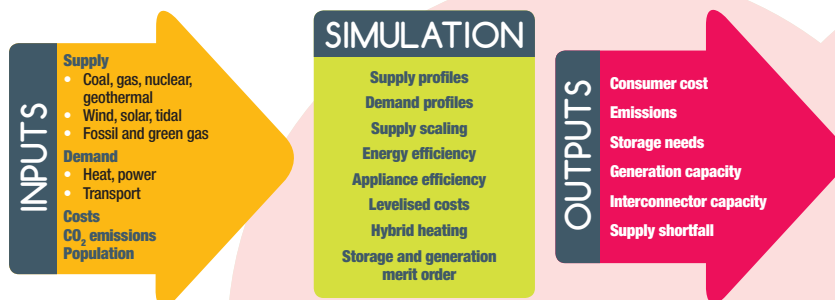 INPUTS
Supply
• Coal, gas, nuclear,
geothermal
• Wind, solar, tidal
• Fossil and green gas
Demand
• Heat, power
• Transport
Costs
CO₂ emissions
Population
SIMULATION
Supply profiles
Demand profiles
Supply scaling
Energy efficiency
Appliance efficiency
Levelised costs
Hybrid heating
Storage and generation
merit order
OUTPUTS
Consumer cost
Emissions
Storage needs
Generation capacity
Interconnector capacity
Supply shortfall